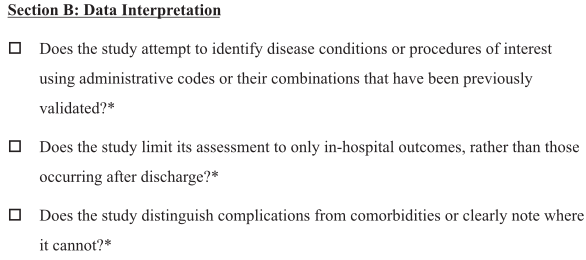 Section B: Data Interpretation
☐ Does the study attempt to identify disease conditions or procedures of interest
using administrative codes or their combinations that have been previously
validated?*
☐ Does the study limit its assessment to only in-hospital outcomes, rather than those
occurring after discharge?*
☐ Does the study distinguish complications from comorbidities or clearly note where
it cannot?*